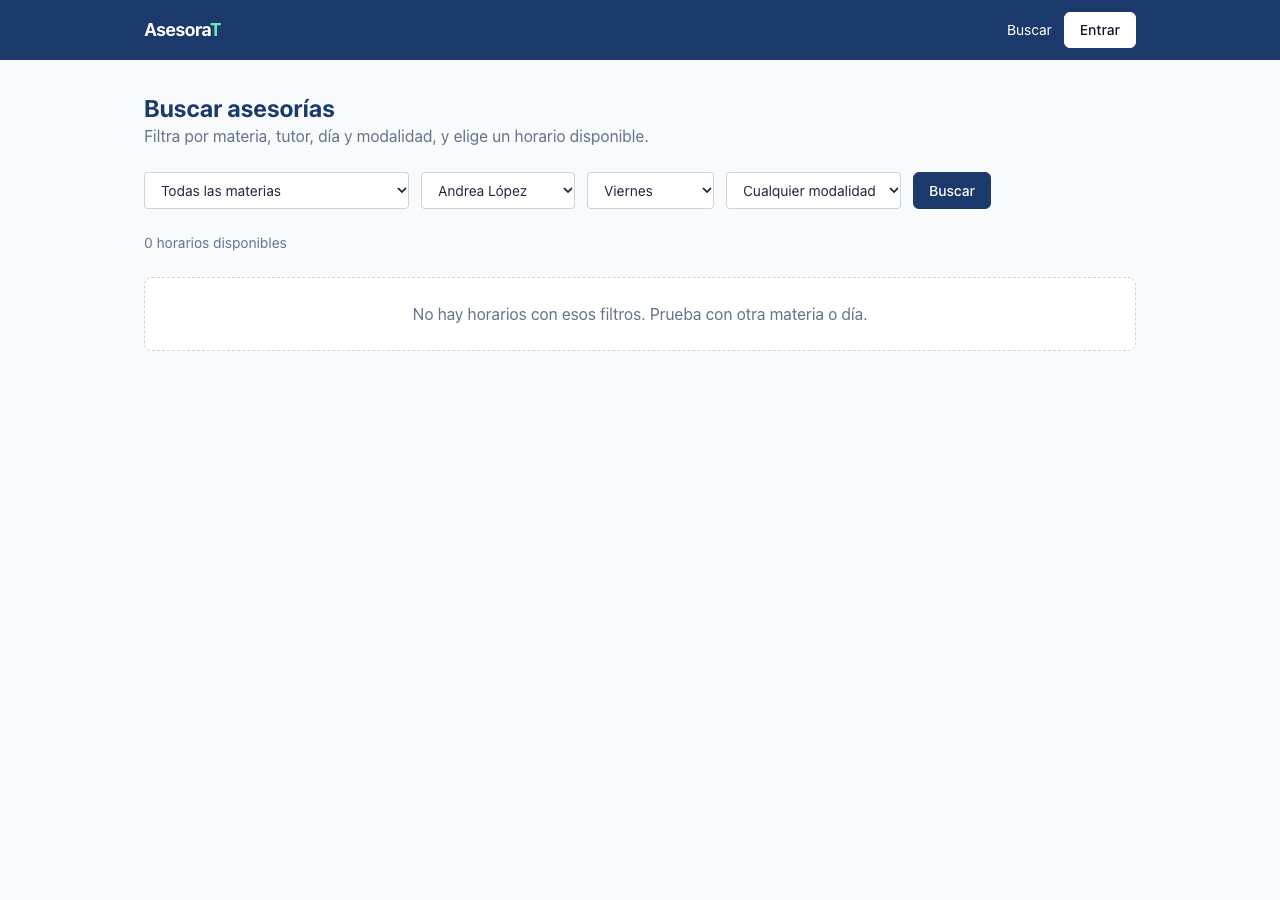 AsesoraT
Buscar
Entrar
Buscar asesorías
Filtra por materia, tutor, día y modalidad, y elige un horario disponible.
Todas las materias
Andrea López
Viernes
Cualquier modalidad
Buscar
0 horarios disponibles
No hay horarios con esos filtros. Prueba con otra materia o día.